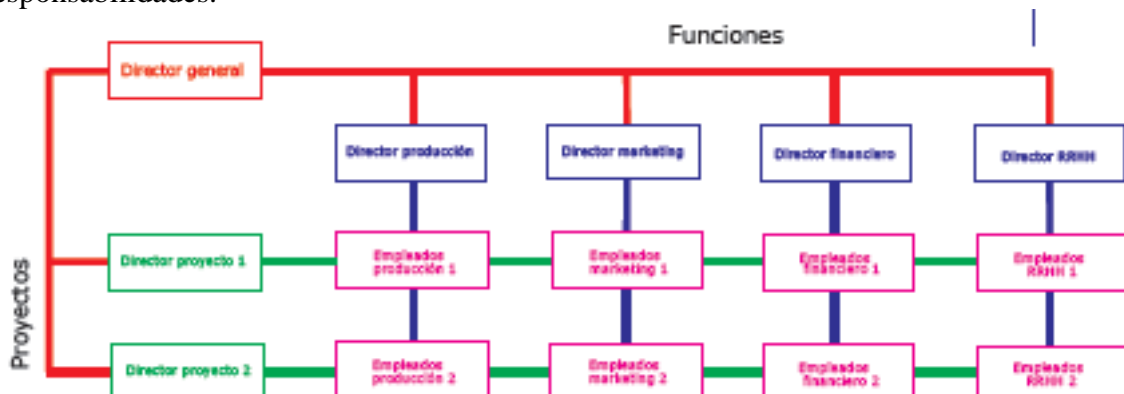 esponsabilidades.
Funciones
Director general
Director producción
Director marketing
Director financiero
Director RRHH
Proyectos
Director proyecto 1
Empleados
producción 1
Empleados
marketing 1
Empleados
financiero 1
Empleados
RRHH 1
Director proyecto 2
Empleados
producción 2
Empleados
marketing 2
Empleados
financiero 2
Empleados
RRHH 2